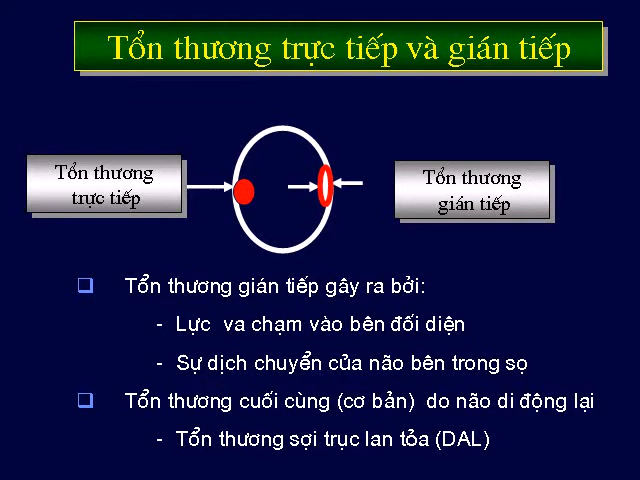 Tổn thương trực tiếp và gián tiếp
Tổn thương
trực tiếp
Tổn thương
gián tiếp
❑ Tổn thương gián tiếp gây ra bởi:
- Lực va chạm vào bên đối diện
- Sự dịch chuyển của não bên trong sọ
❑ Tổn thương cuối cùng (cơ bản) do não di động lại
- Tổn thương sợi trục lan tỏa (DAL)